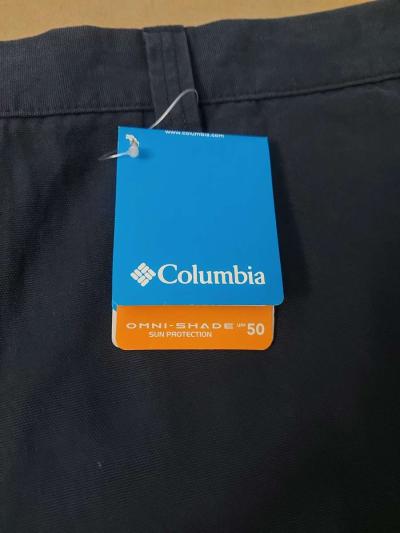 www.columbia.com
Columbia
OMNI-SHADE UPF 50
SUN PROTECTION